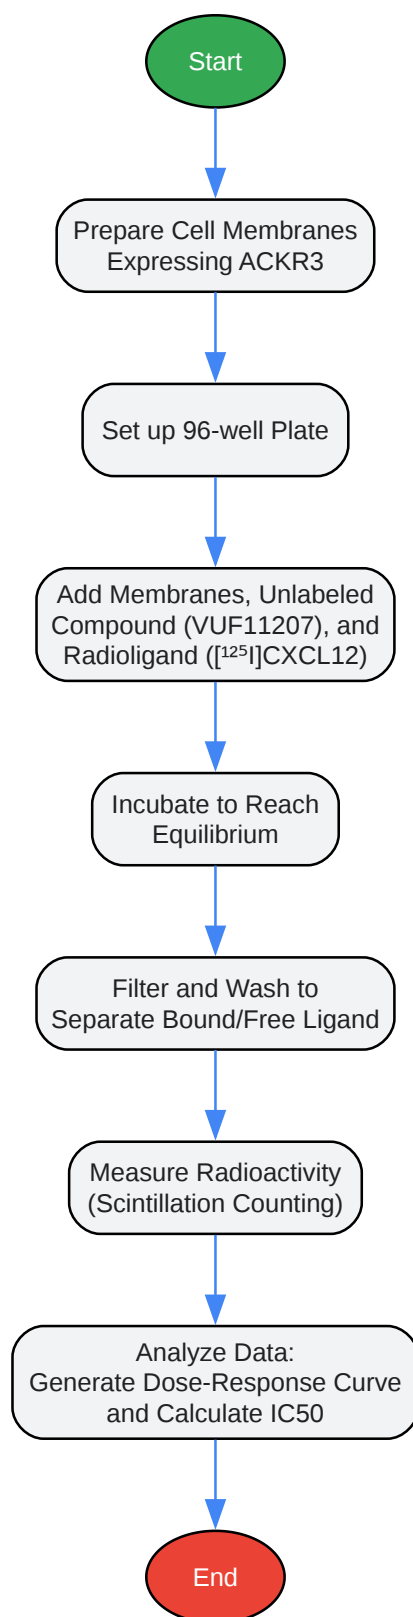 Start
Prepare Cell Membranes
Expressing ACKR3
Set up 96-well Plate
Add Membranes, Unlabeled
Compound (VUF11207), and
Radioligand ([¹²⁵I]CXCL12)
Incubate to Reach
Equilibrium
Filter and Wash to
Separate Bound/Free Ligand
Measure Radioactivity
(Scintillation Counting)
Analyze Data:
Generate Dose-Response Curve
and Calculate IC50
End